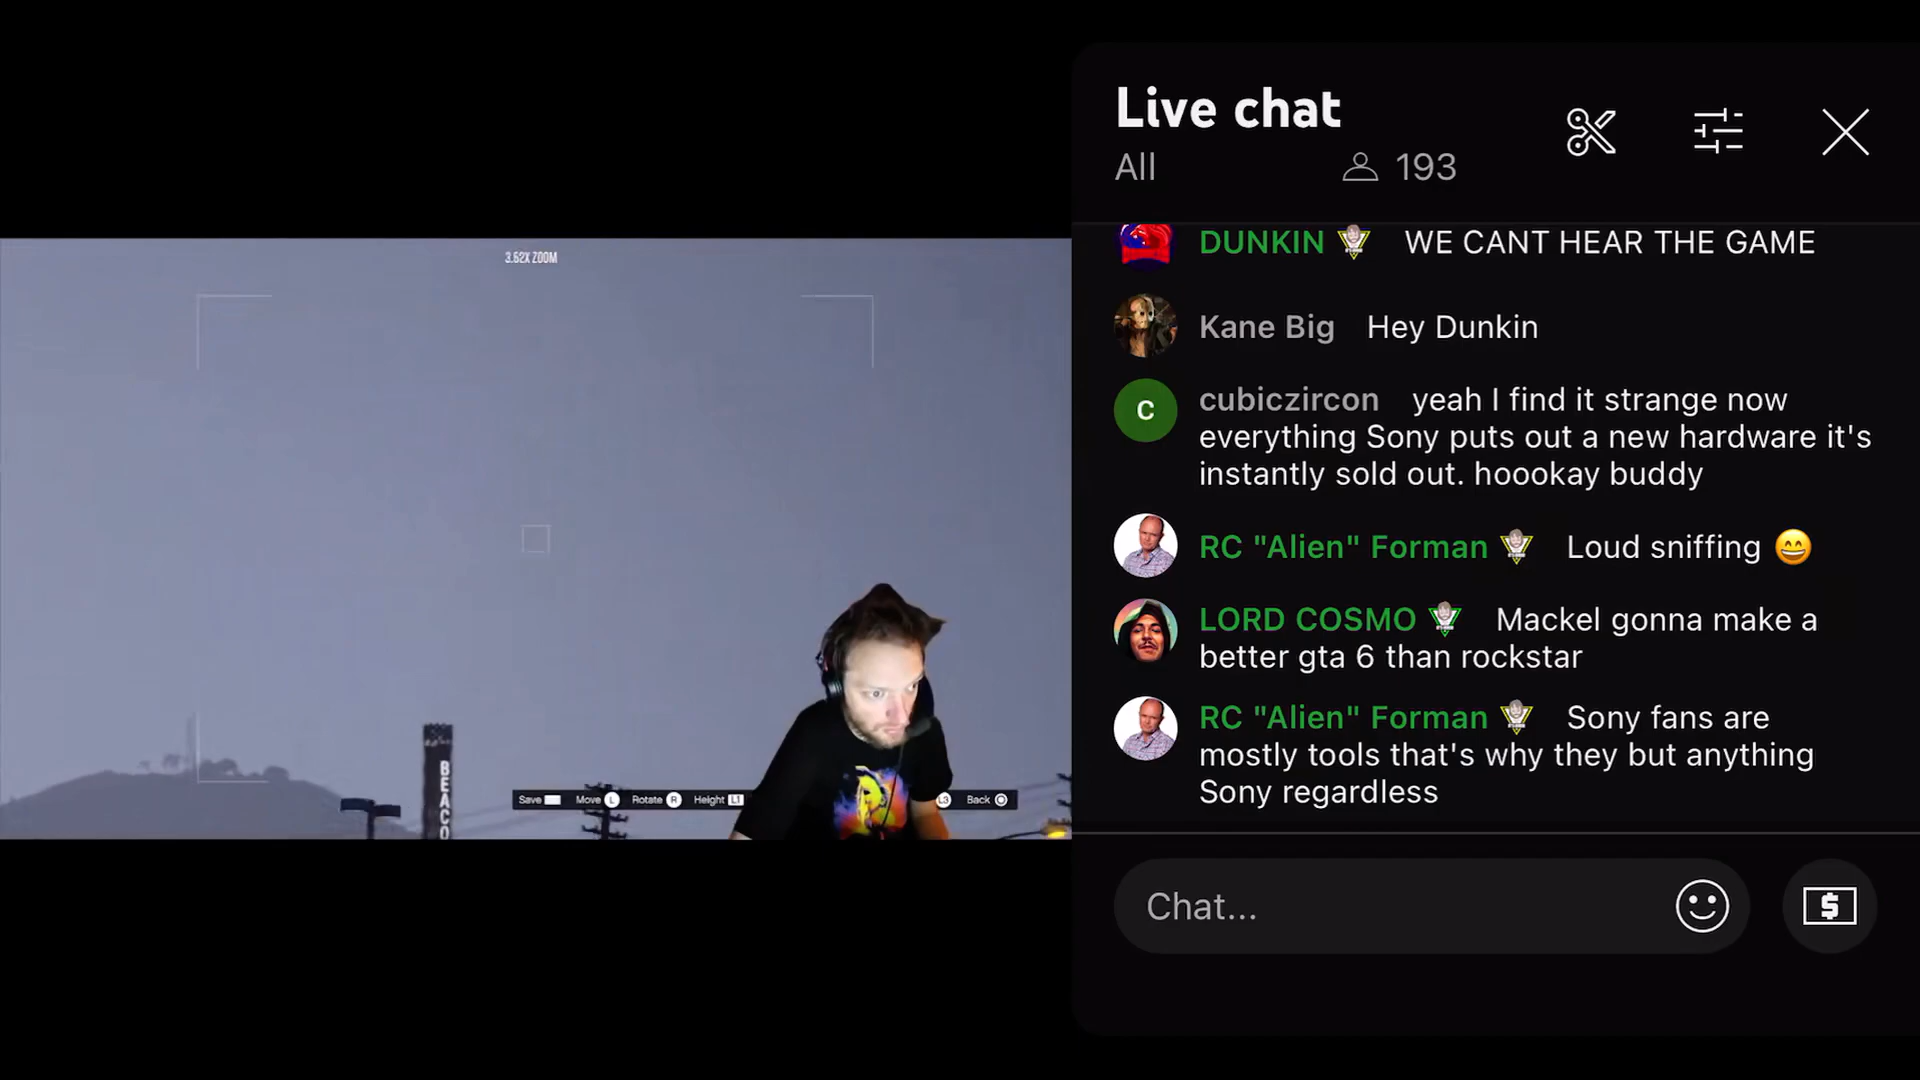 Live chat
All 193
DUNKIN WE CANT HEAR THE GAME
Kane Big Hey Dunkin
C
cubiczircon yeah I find it strange now
everything Sony puts out a new hardware it's
instantly sold out. hoookay buddy
RC "Alien" Forman Loud sniffing 😄
LORD COSMO Mackel gonna make a
better gta 6 than rockstar
RC "Alien" Forman Sony fans are
mostly tools that's why they but anything
Sony regardless
Chat...
$
3.62X ZOOM
BEACO
Save Move L Rotate R Height L1 L3 Back